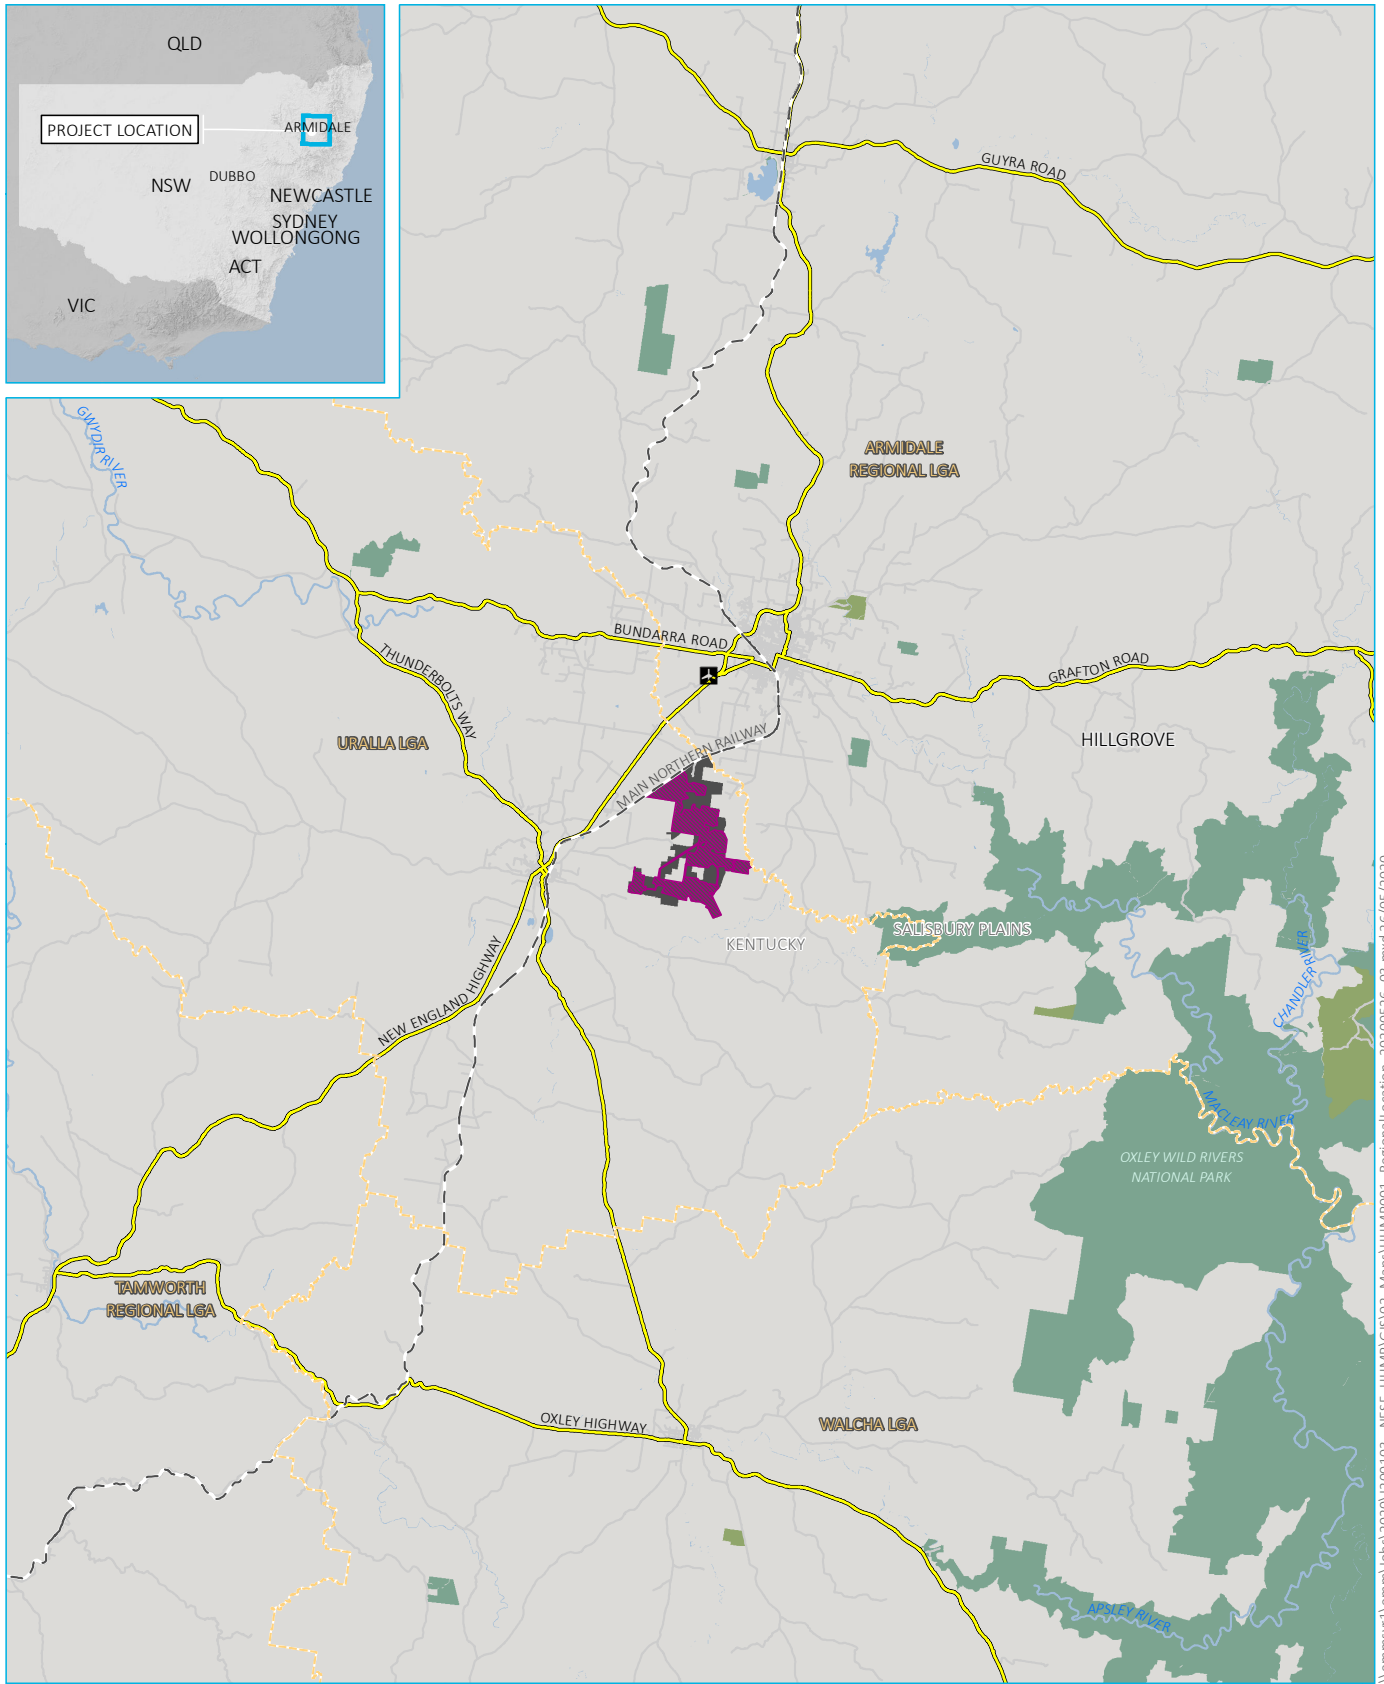 QLD
PROJECT LOCATION
ARMIDALE
NSW
DUBBO
NEWCASTLE
SYDNEY
WOLLONGONG
ACT
VIC
GUYRA ROAD
GWYDIR RIVER
ARMIDALE
REGIONAL LGA
BUNDARRA ROAD
THUNDERBOLTS WAY
GRAFTON ROAD
URALLA LGA
HILLGROVE
MAIN NORTHERN RAILWAY
SALISBURY PLAINS
KENTUCKY
NEW ENGLAND HIGHWAY
CHANDLER RIVER
MACLEAY RIVER
OXLEY WILD RIVERS
NATIONAL PARK
TAMWORTH
REGIONAL LGA
OXLEY HIGHWAY
WALCHA LGA
APSLEY RIVER